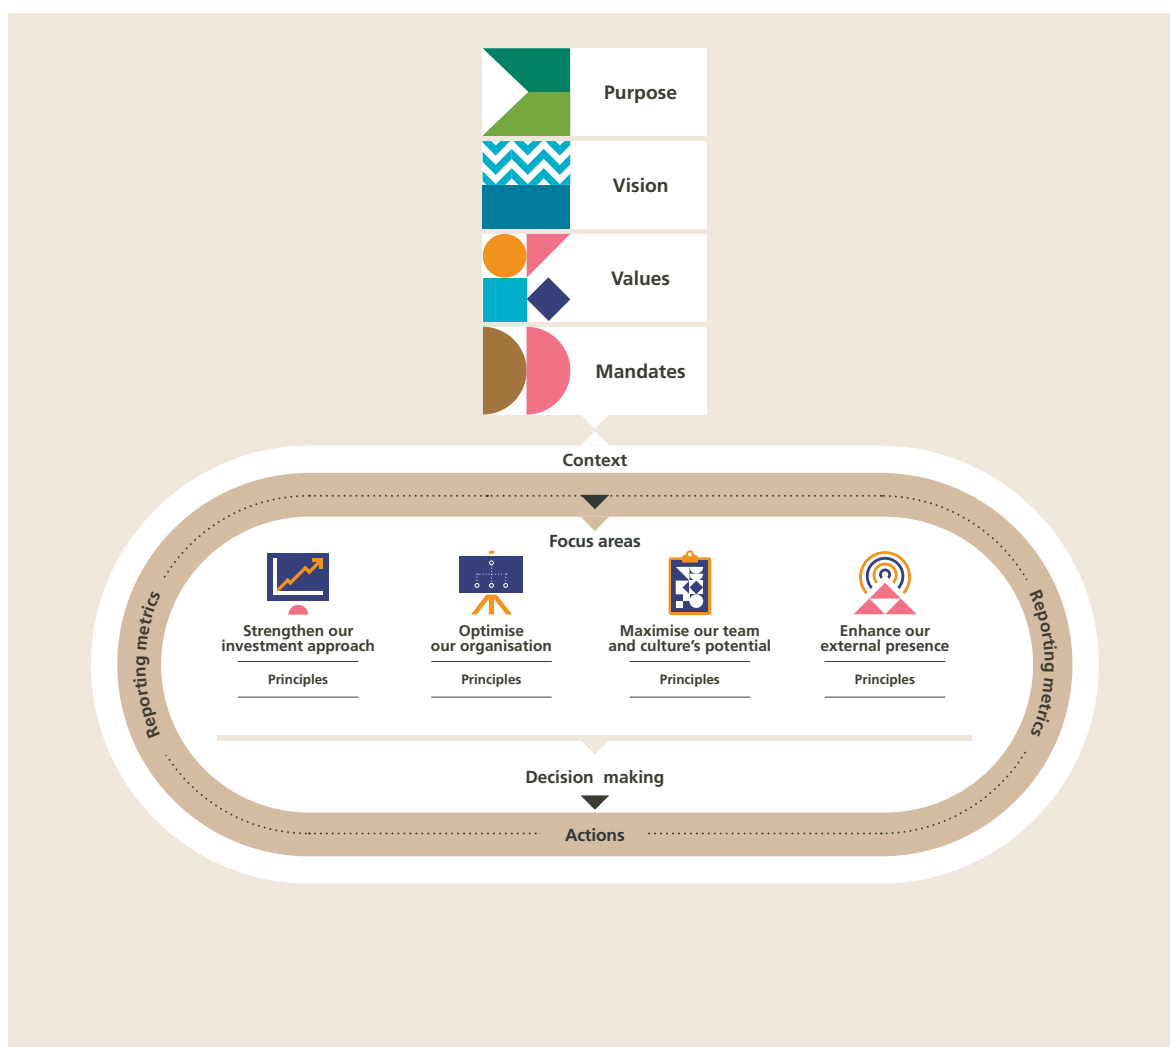 Purpose
Vision
Values
Mandates
Context
Focus areas
Strengthen our
investment approach
Principles
Optimise
our organisation
Principles
Maximise our team
and culture's potential
Principles
Enhance our
external presence
Principles
Reporting metrics
Reporting metrics
Decision making
Actions